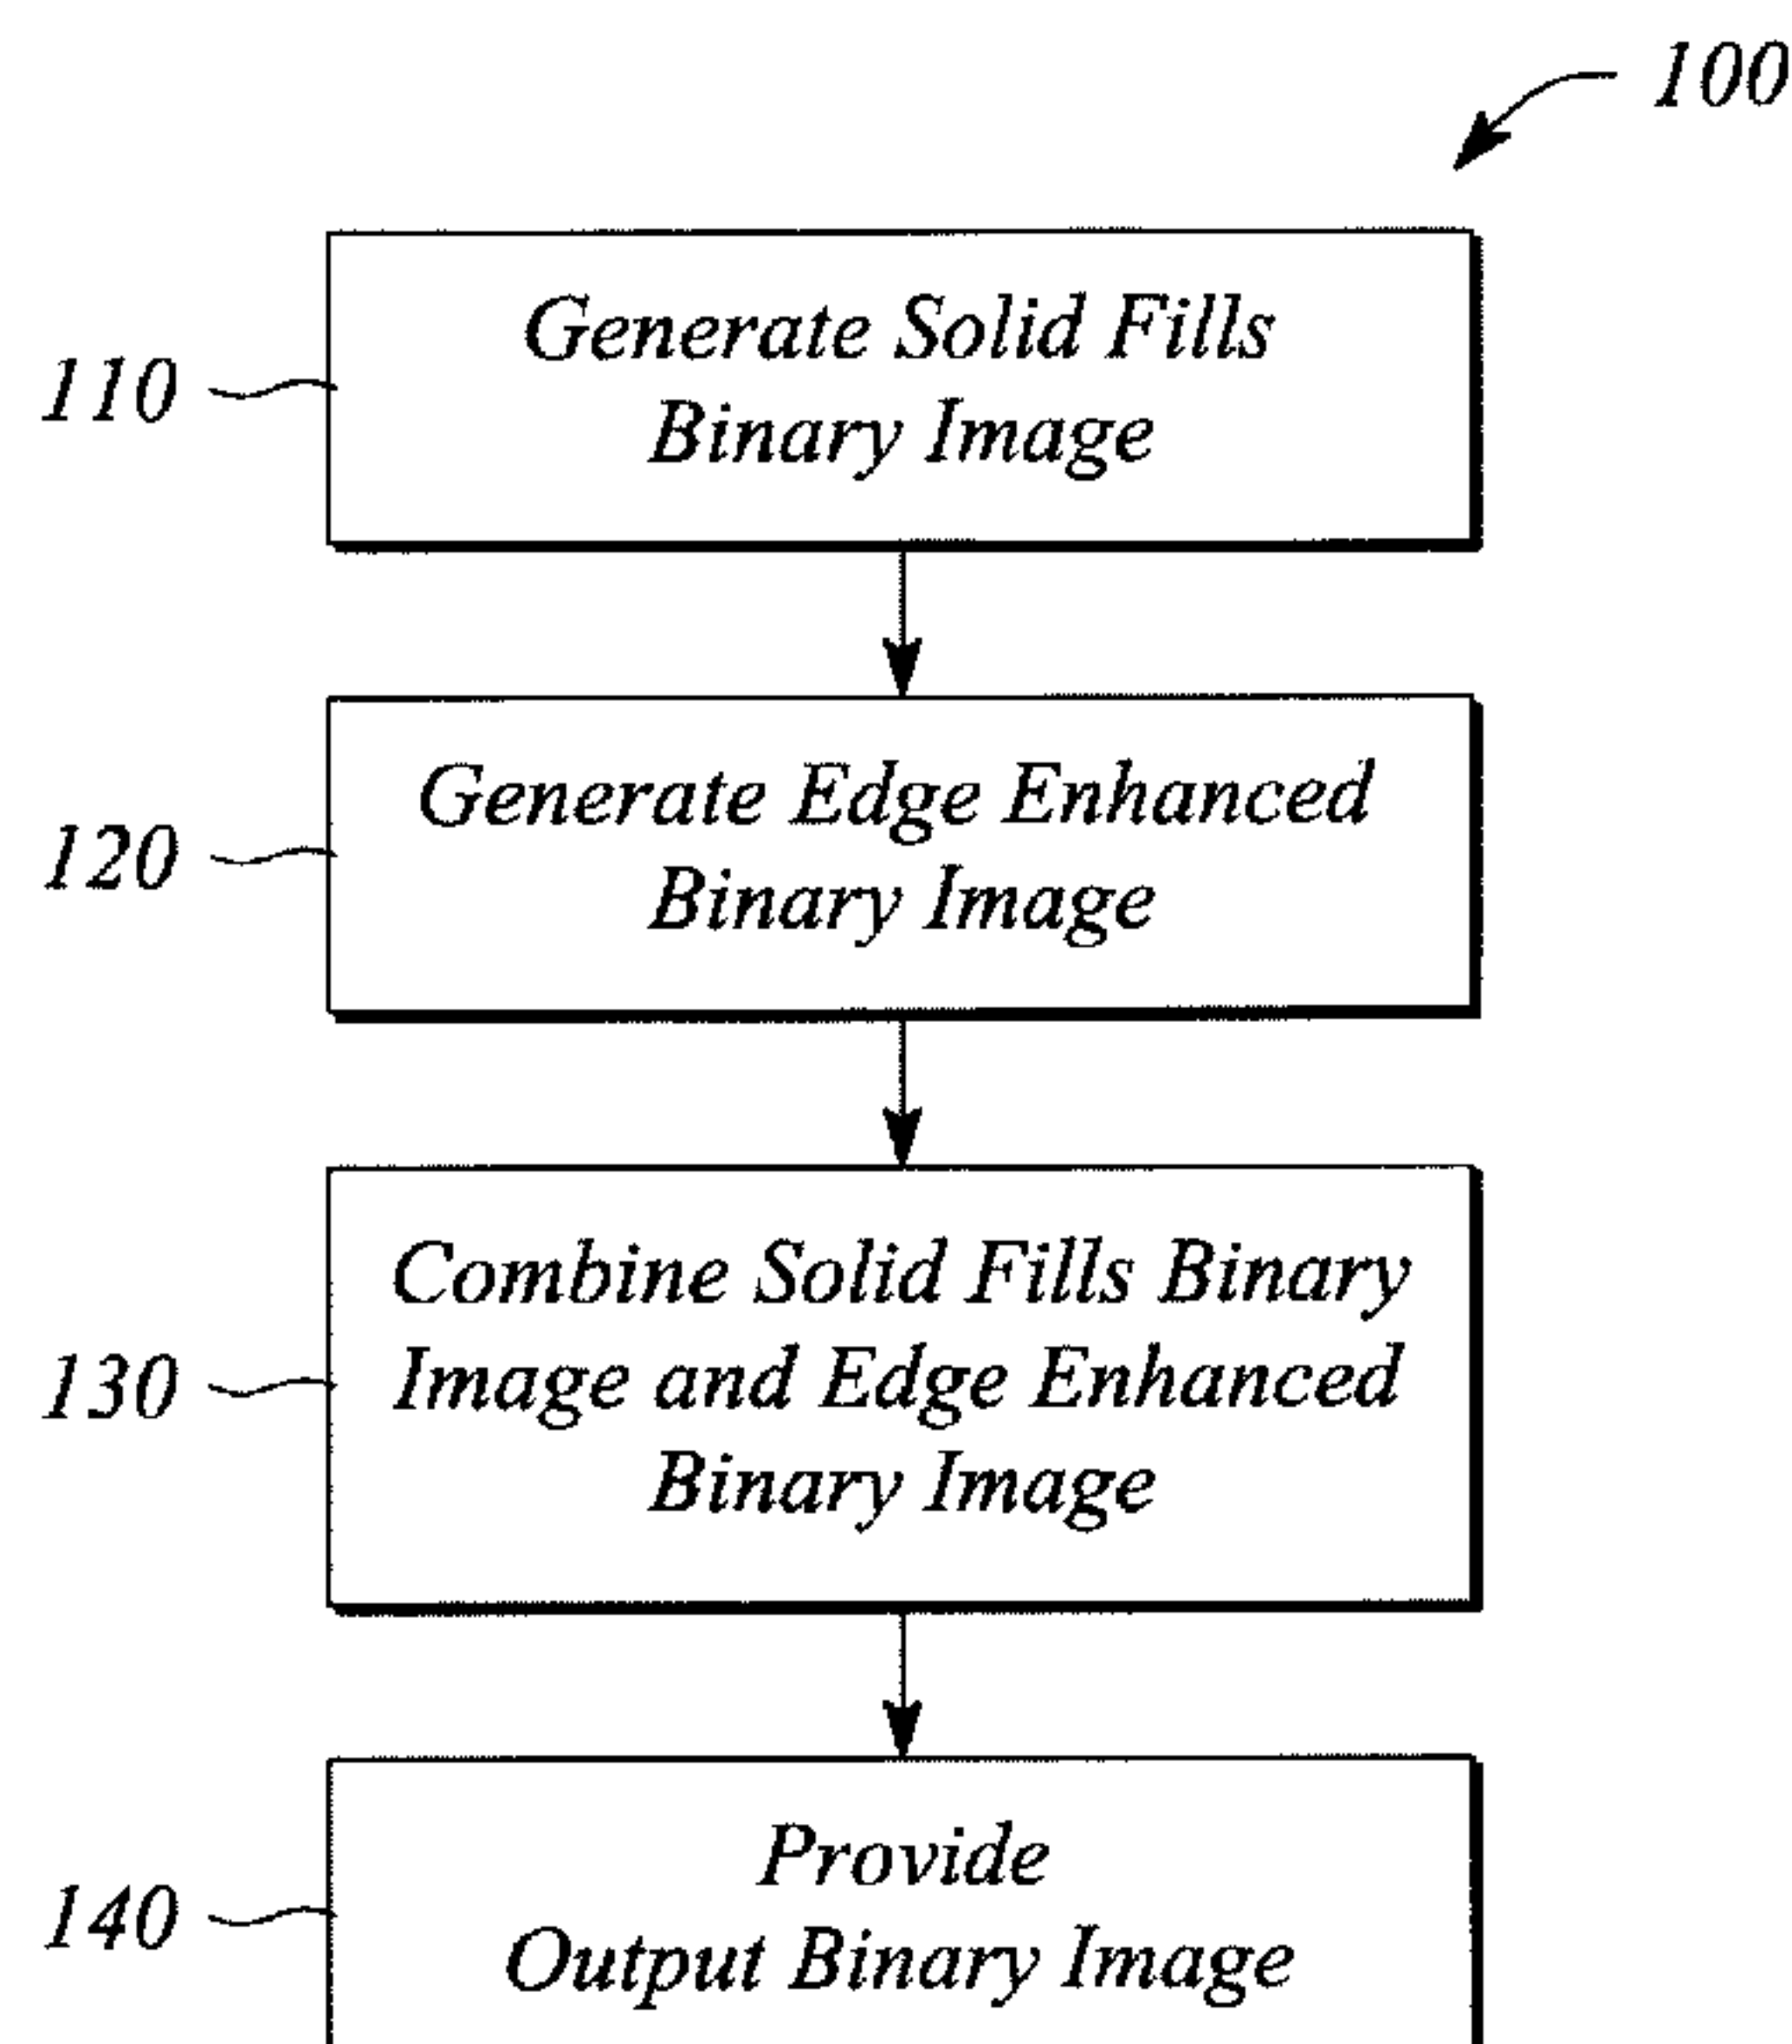 100
110
Generate Solid Fills
Binary Image
120
Generate Edge Enhanced
Binary Image
130
Combine Solid Fills Binary
Image and Edge Enhanced
Binary Image
140
Provide
Output Binary Image